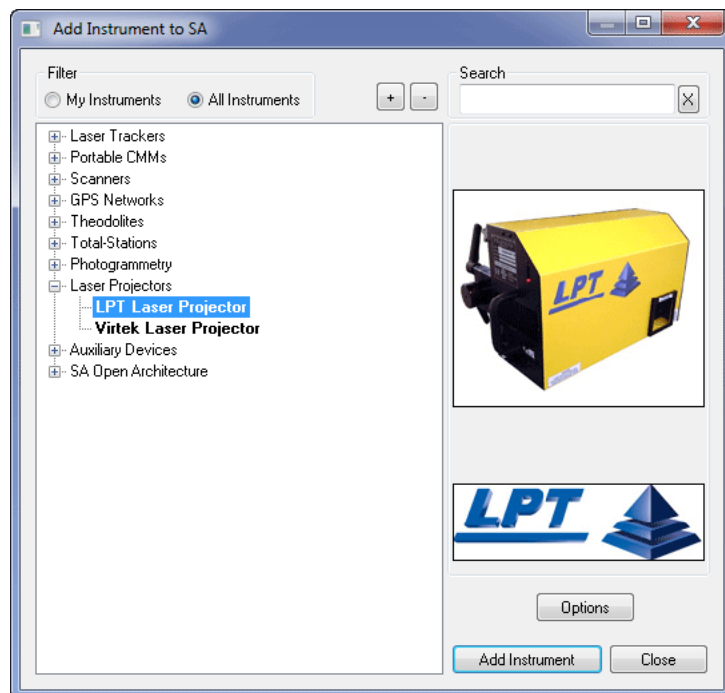 Add Instrument to SA
Filter
My Instruments
All Instruments
+
-
Search
X
Laser Trackers
Portable CMMs
Scanners
GPS Networks
Theodolites
Total-Stations
Photogrammetry
Laser Projectors
LPT Laser Projector
Virtek Laser Projector
Auxiliary Devices
SA Open Architecture
LPT
LPT
Options
Add Instrument
Close